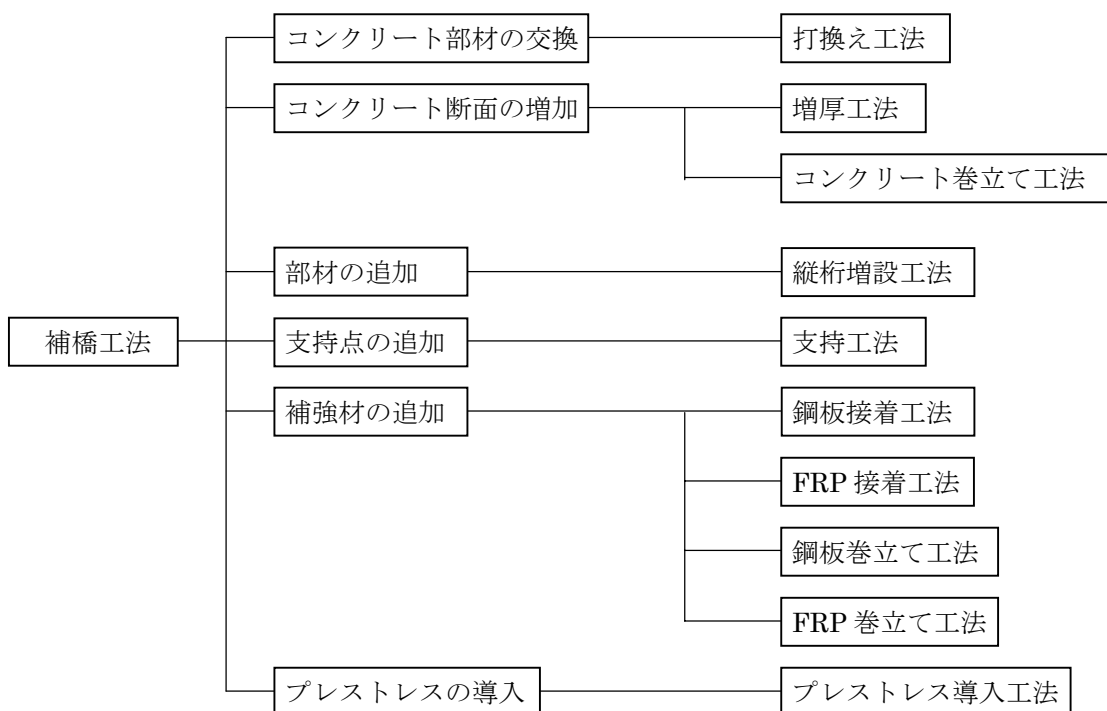 コンクリート部材の交換
打換え工法
コンクリート断面の増加
増厚工法
コンクリート巻立て工法
部材の追加
縦桁増設工法
補橋工法
支持点の追加
支持工法
補強材の追加
鋼板接着工法
FRP 接着工法
鋼板巻立て工法
FRP 巻立て工法
プレストレスの導入
プレストレス導入工法